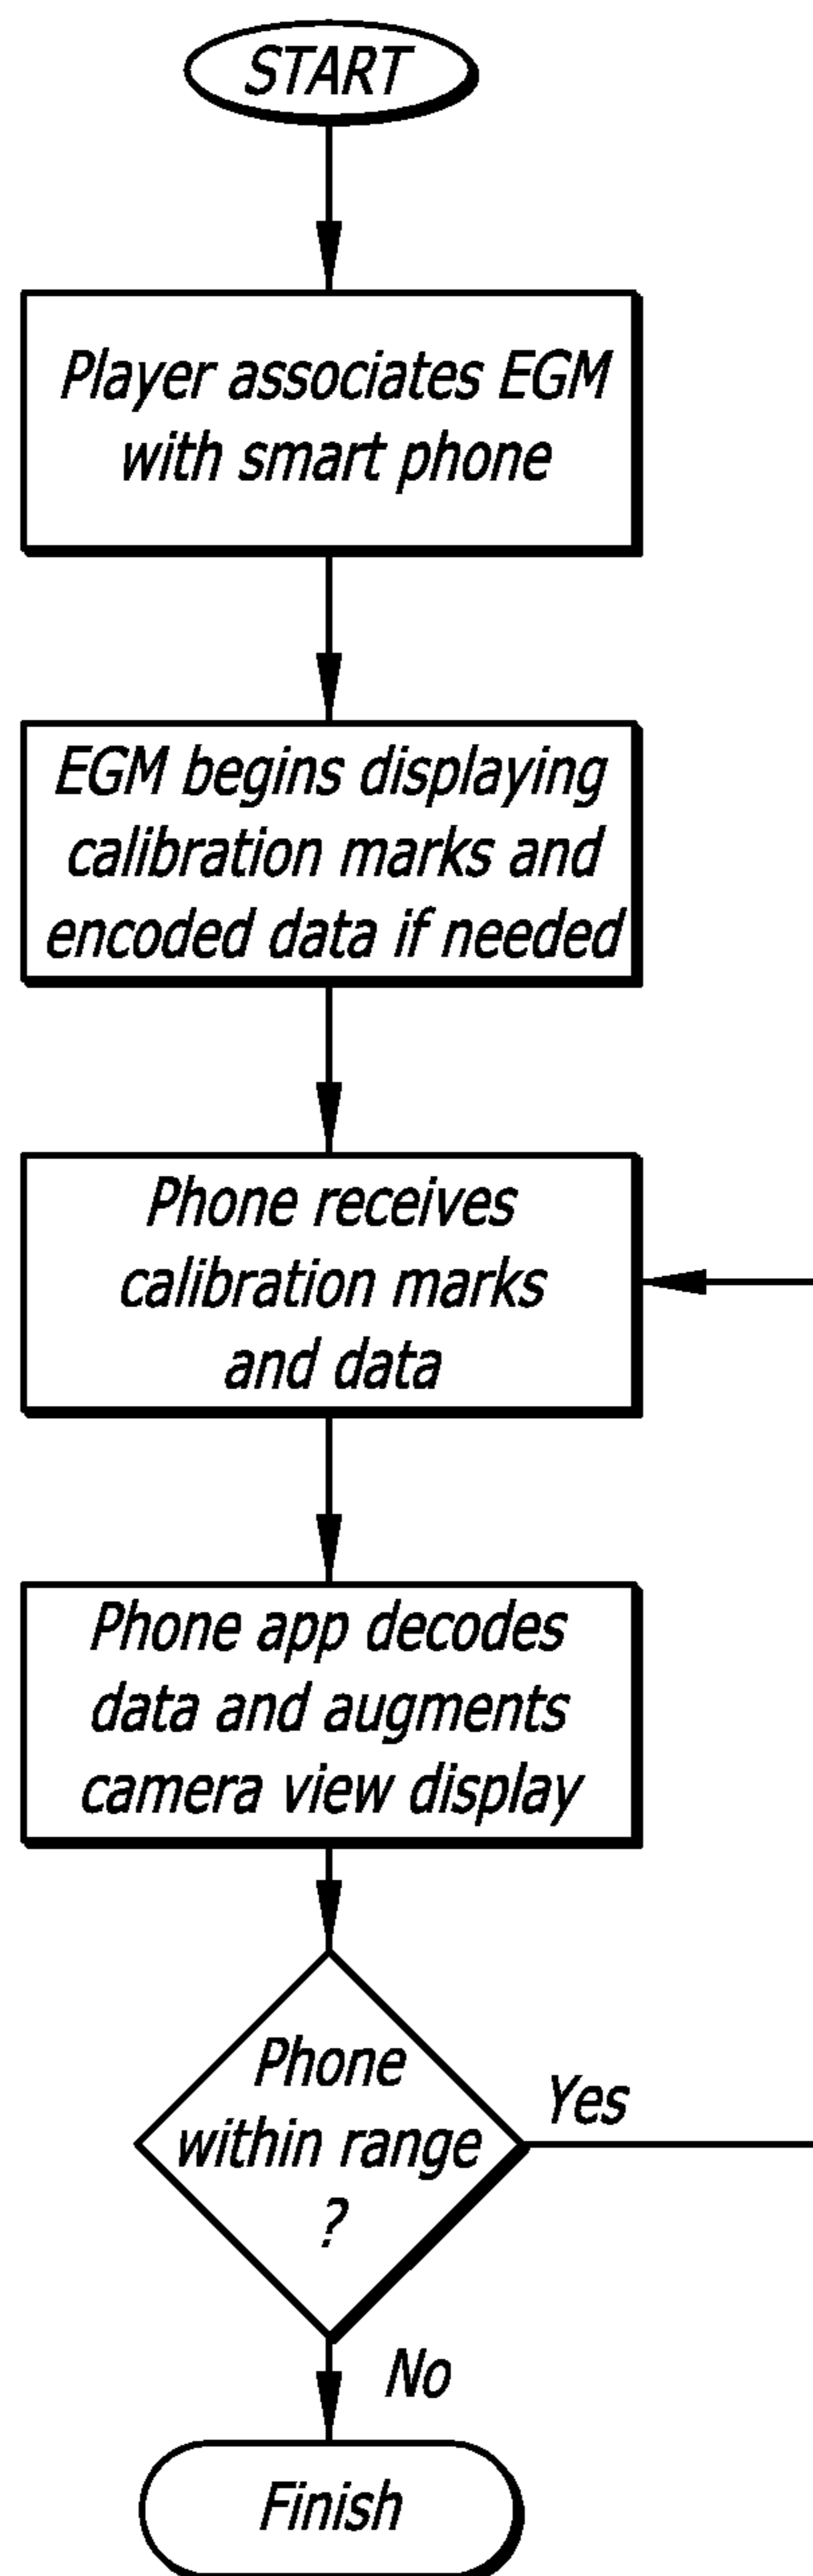 START
Player associates EGM
with smart phone
EGM begins displaying
calibration marks and
encoded data if needed
Phone receives
calibration marks
and data
Phone app decodes
data and augments
camera view display
Phone
within range
?
Yes
No
Finish